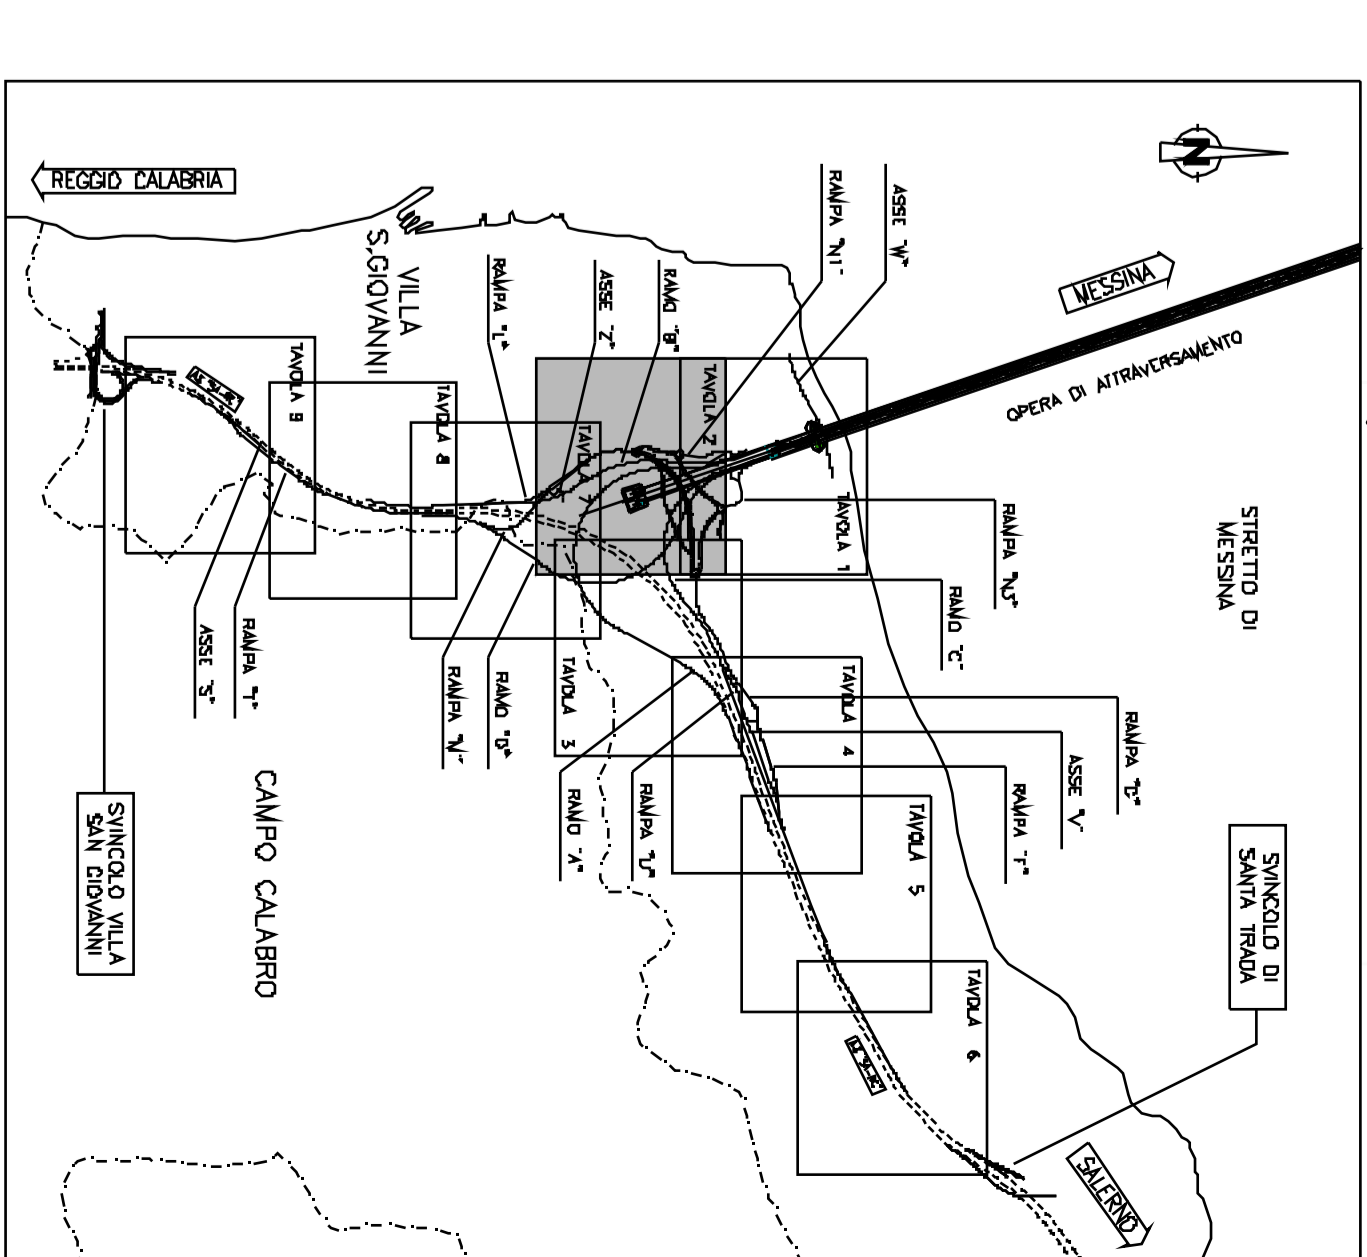 N
REGGIO CALABRIA
MESSINA
OPERA DI ATTRAVERSAMENTO
RAMPA "N1"
ASSE "W"
VILLA
S.GIOVANNI
RAMPA "L"
ASSE "Z"
RAMO "B"
TAVOLA 9
TAVOLA 8
TAVOLA 7
TAVOLA 2
TAVOLA 1
RAMPA "N3"
STRETTO DI
MESSINA
RAMO "C"
ASSE "S"
RAMPA "T"
RAMPA "M"
RAMO "D"
TAVOLA 3
TAVOLA 4
RAMO "A"
RAMPA "U"
RAMPA "G"
ASSE "V"
RAMPA "F"
TAVOLA 5
CAMPO CALABRO
SVINCOLO VILLA
SAN GIOVANNI
SVINCOLO DI
SANTA TRADA
TAVOLA 6
SALERNO